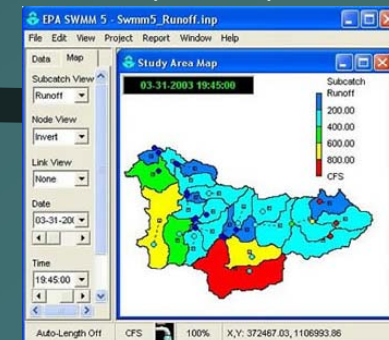 EPA SWMM 5 - Swmm5_Runoff.inp
File Edit View Project Report Window Help
Data Map
Subcatch View
Runoff
Node View
Invert
Link View
None
Date
03-31-200
Time
19:45:00
Study Area Map
03-31-2003 19:45:00
Subcatch
Runoff
200.00
400.00
600.00
800.00
CFS
Auto-Length Off CFS 100% X,Y: 372467.03, 1106993.86